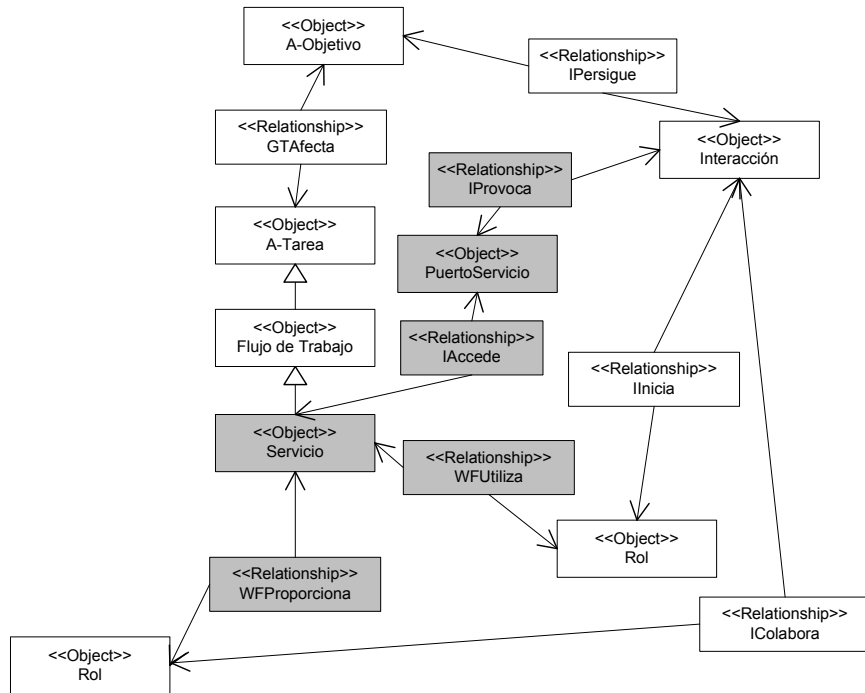 <<Object>>
A-Objetivo
<<Relationship>>
IPersigue
<<Relationship>>
GTAfecta
<<Object>>
Interacción
<<Relationship>>
IProvoca
<<Object>>
A-Tarea
<<Object>>
PuertoServicio
<<Object>>
Flujo de Trabajo
<<Relationship>>
IAccede
<<Relationship>>
IInicia
<<Object>>
Servicio
<<Relationship>>
WFUtiliza
<<Object>>
Rol
<<Relationship>>
WFProporciona
<<Relationship>>
IColabora
<<Object>>
Rol